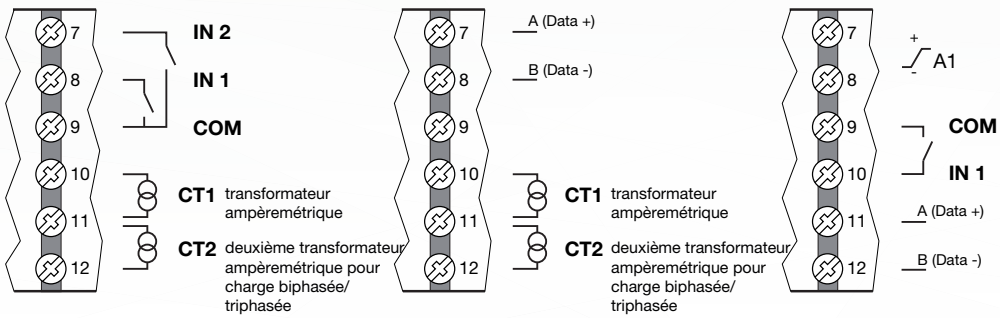 7 IN 2
8 IN 1
9 COM
10
CT1 transformateur
ampèremétrique
11
CT2 deuxième transformateur
12 ampèremétrique pour
charge biphasée/
triphasée
7 A (Data +)
8 B (Data -)
9
10
CT1 transformateur
ampèremétrique
11
CT2 deuxième transformateur
12 ampèremétrique pour
charge biphasée/
triphasée
7 +
A1
8 -
9 COM
10 IN 1
11 A (Data +)
12 B (Data -)